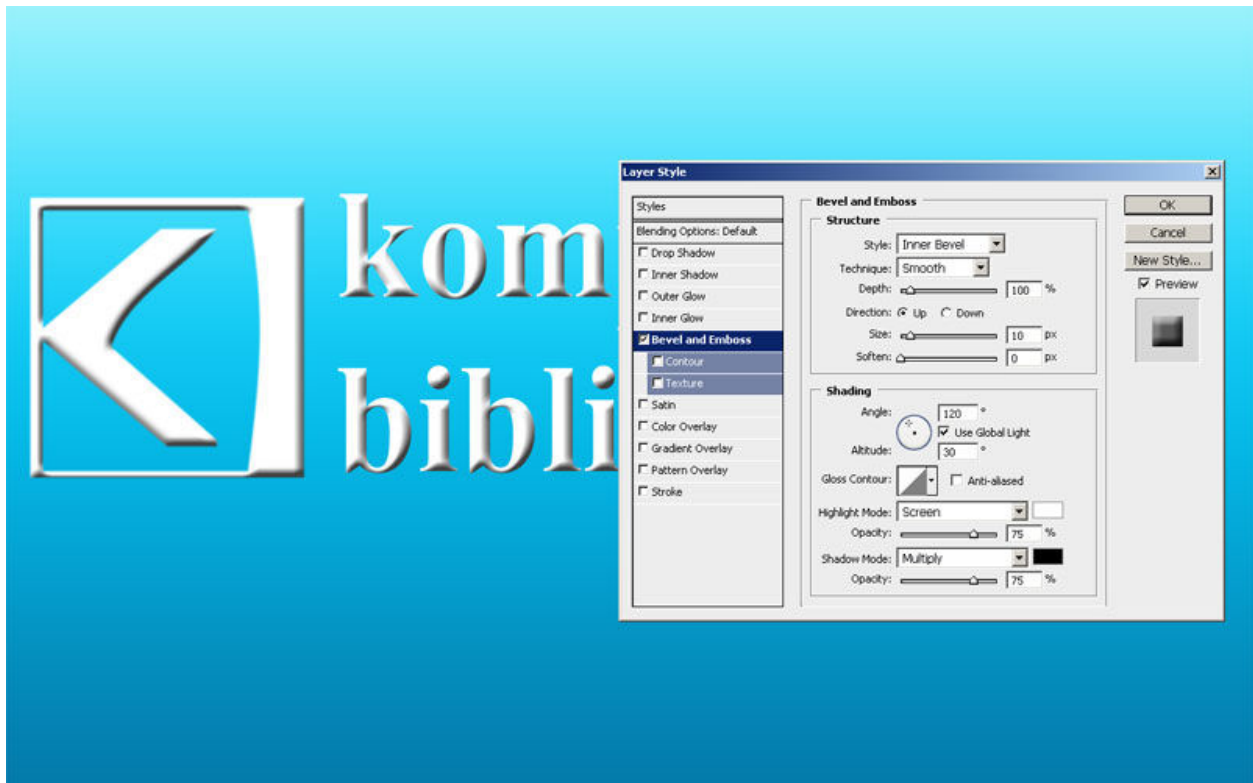 kom
bibli
Layer Style
Styles
Blending Options: Default
Drop Shadow
Inner Shadow
Outer Glow
Inner Glow
Bevel and Emboss
Contour
Texture
Satin
Color Overlay
Gradient Overlay
Pattern Overlay
Stroke
Bevel and Emboss
Structure
Style: Inner Bevel
Technique: Smooth
Depth: 100 %
Direction: Up Down
Size: 10 px
Soften: 0 px
Shading
Angle: 120 °
Use Global Light
Altitude: 30 °
Gloss Contour: Anti-aliased
Highlight Mode: Screen
Opacity: 75 %
Shadow Mode: Multiply
Opacity: 75 %
OK
Cancel
New Style...
Preview